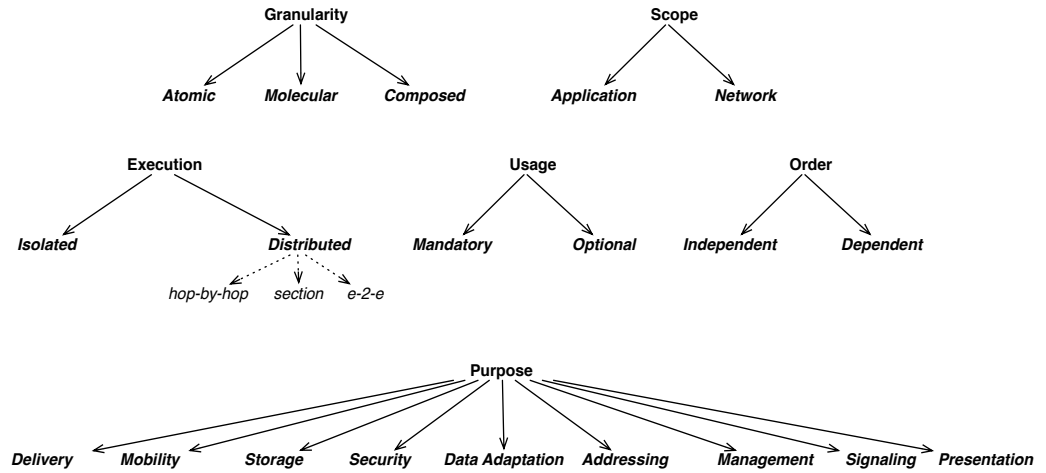 Granularity Scope
Atomic Molecular Composed Application Network
Execution Usage Order
Isolated Distributed Mandatory Optional Independent Dependent
hop-by-hop section e-2-e
Purpose
Delivery Mobility Storage Security Data Adaptation Addressing Management Signaling Presentation